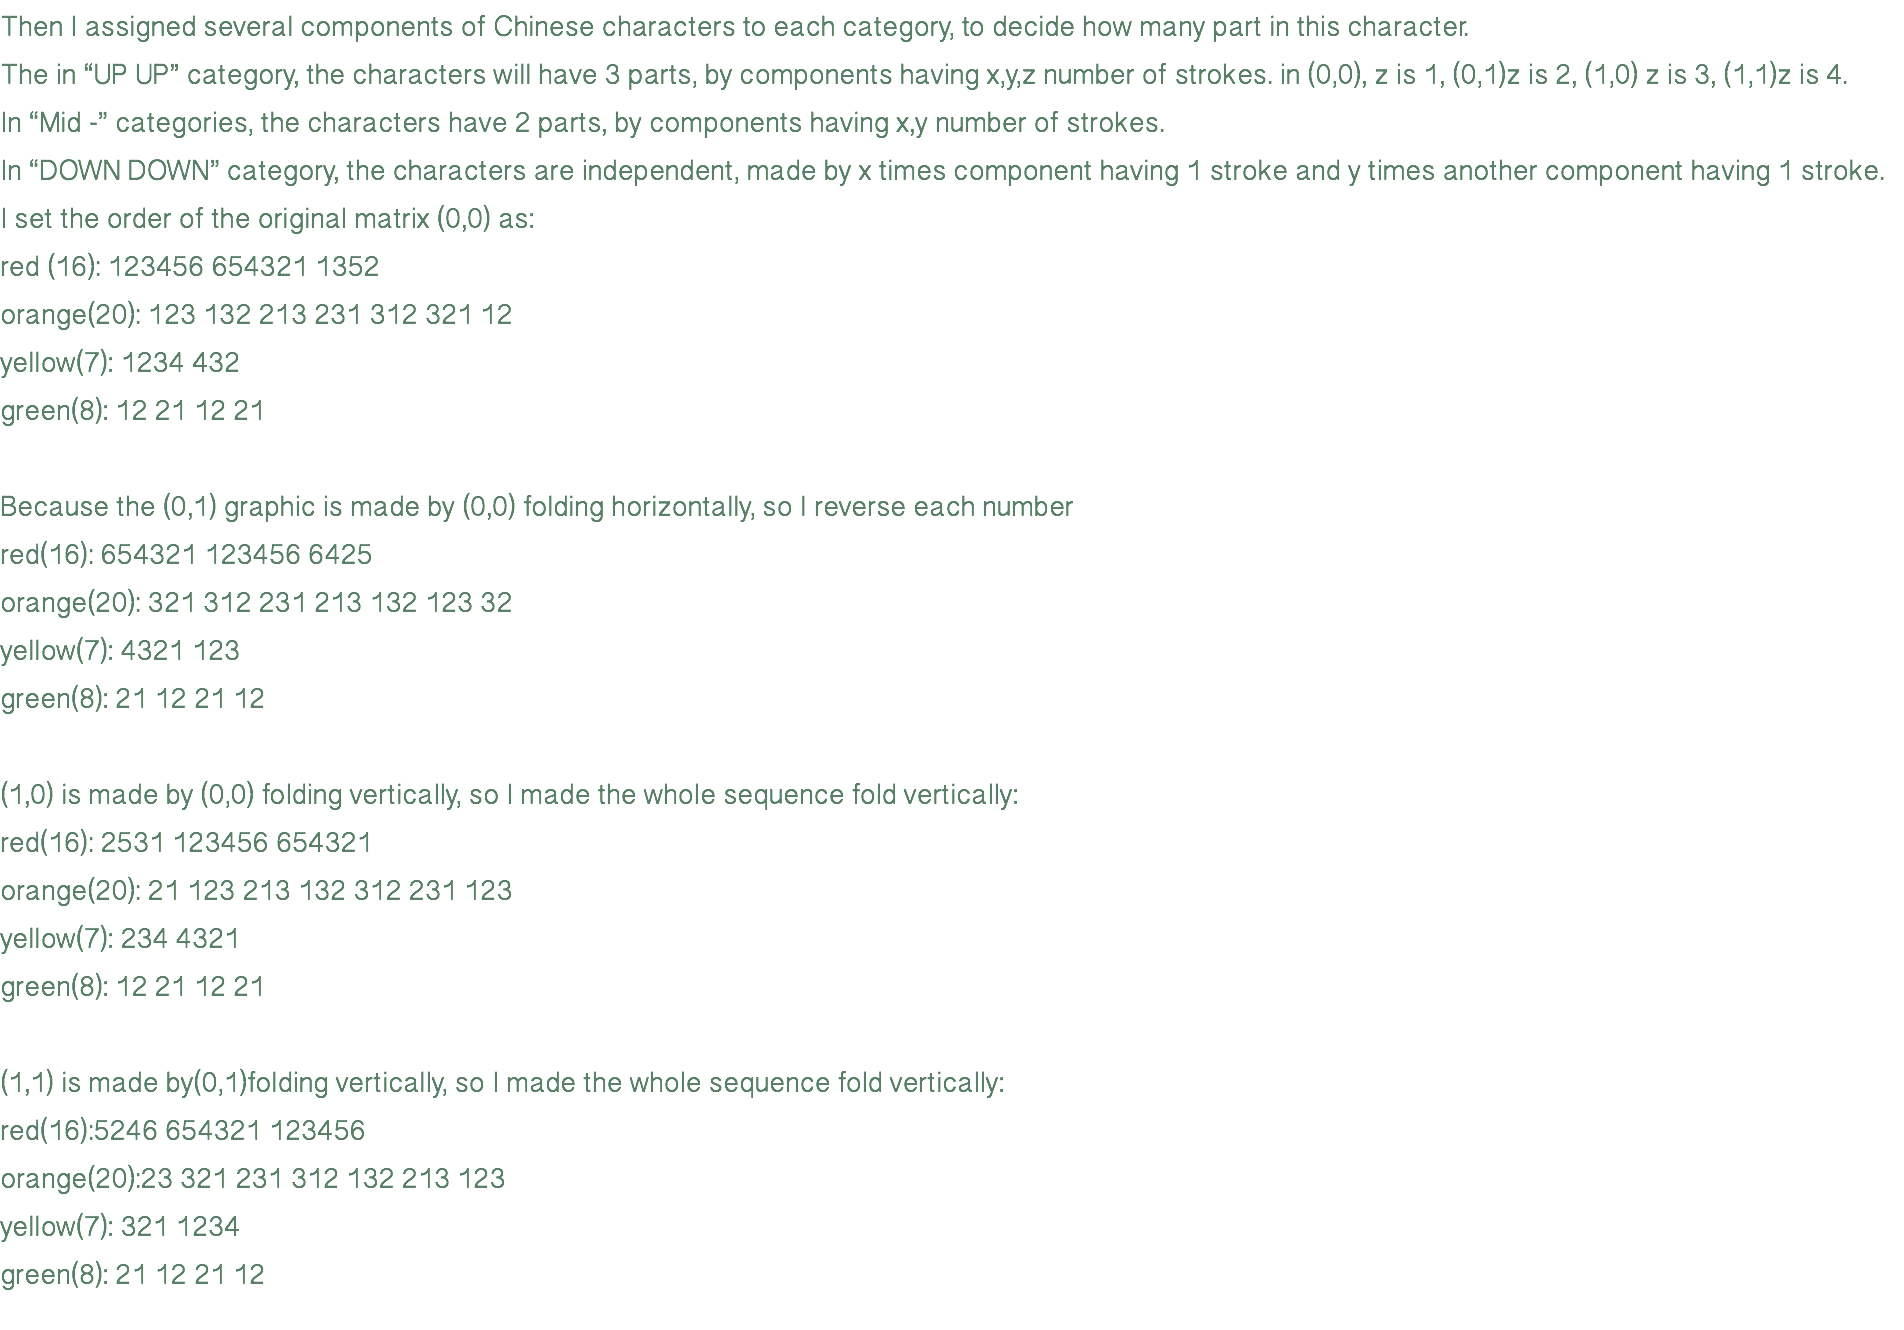 Then I assigned several components of Chinese characters to each category, to decide how many part in this character.
The in “UP UP” category, the characters will have 3 parts, by components having x,y,z number of strokes. in (0,0), z is 1, (0,1)z is 2, (1,0) z is 3, (1,1)z is 4.
In “Mid -” categories, the characters have 2 parts, by components having x,y number of strokes.
In “DOWN DOWN” category, the characters are independent, made by x times component having 1 stroke and y times another component having 1 stroke.
I set the order of the original matrix (0,0) as:
red (16): 123456 654321 1352
orange(20): 123 132 213 231 312 321 12
yellow(7): 1234 432
green(8): 12 21 12 21
Because the (0,1) graphic is made by (0,0) folding horizontally, so I reverse each number
red(16): 654321 123456 6425
orange(20): 321 312 231 213 132 123 32
yellow(7): 4321 123
green(8): 21 12 21 12
(1,0) is made by (0,0) folding vertically, so I made the whole sequence fold vertically:
red(16): 2531 123456 654321
orange(20): 21 123 213 132 312 231 123
yellow(7): 234 4321
green(8): 12 21 12 21
(1,1) is made by(0,1)folding vertically, so I made the whole sequence fold vertically:
red(16):5246 654321 123456
orange(20):23 321 231 312 132 213 123
yellow(7): 321 1234
green(8): 21 12 21 12